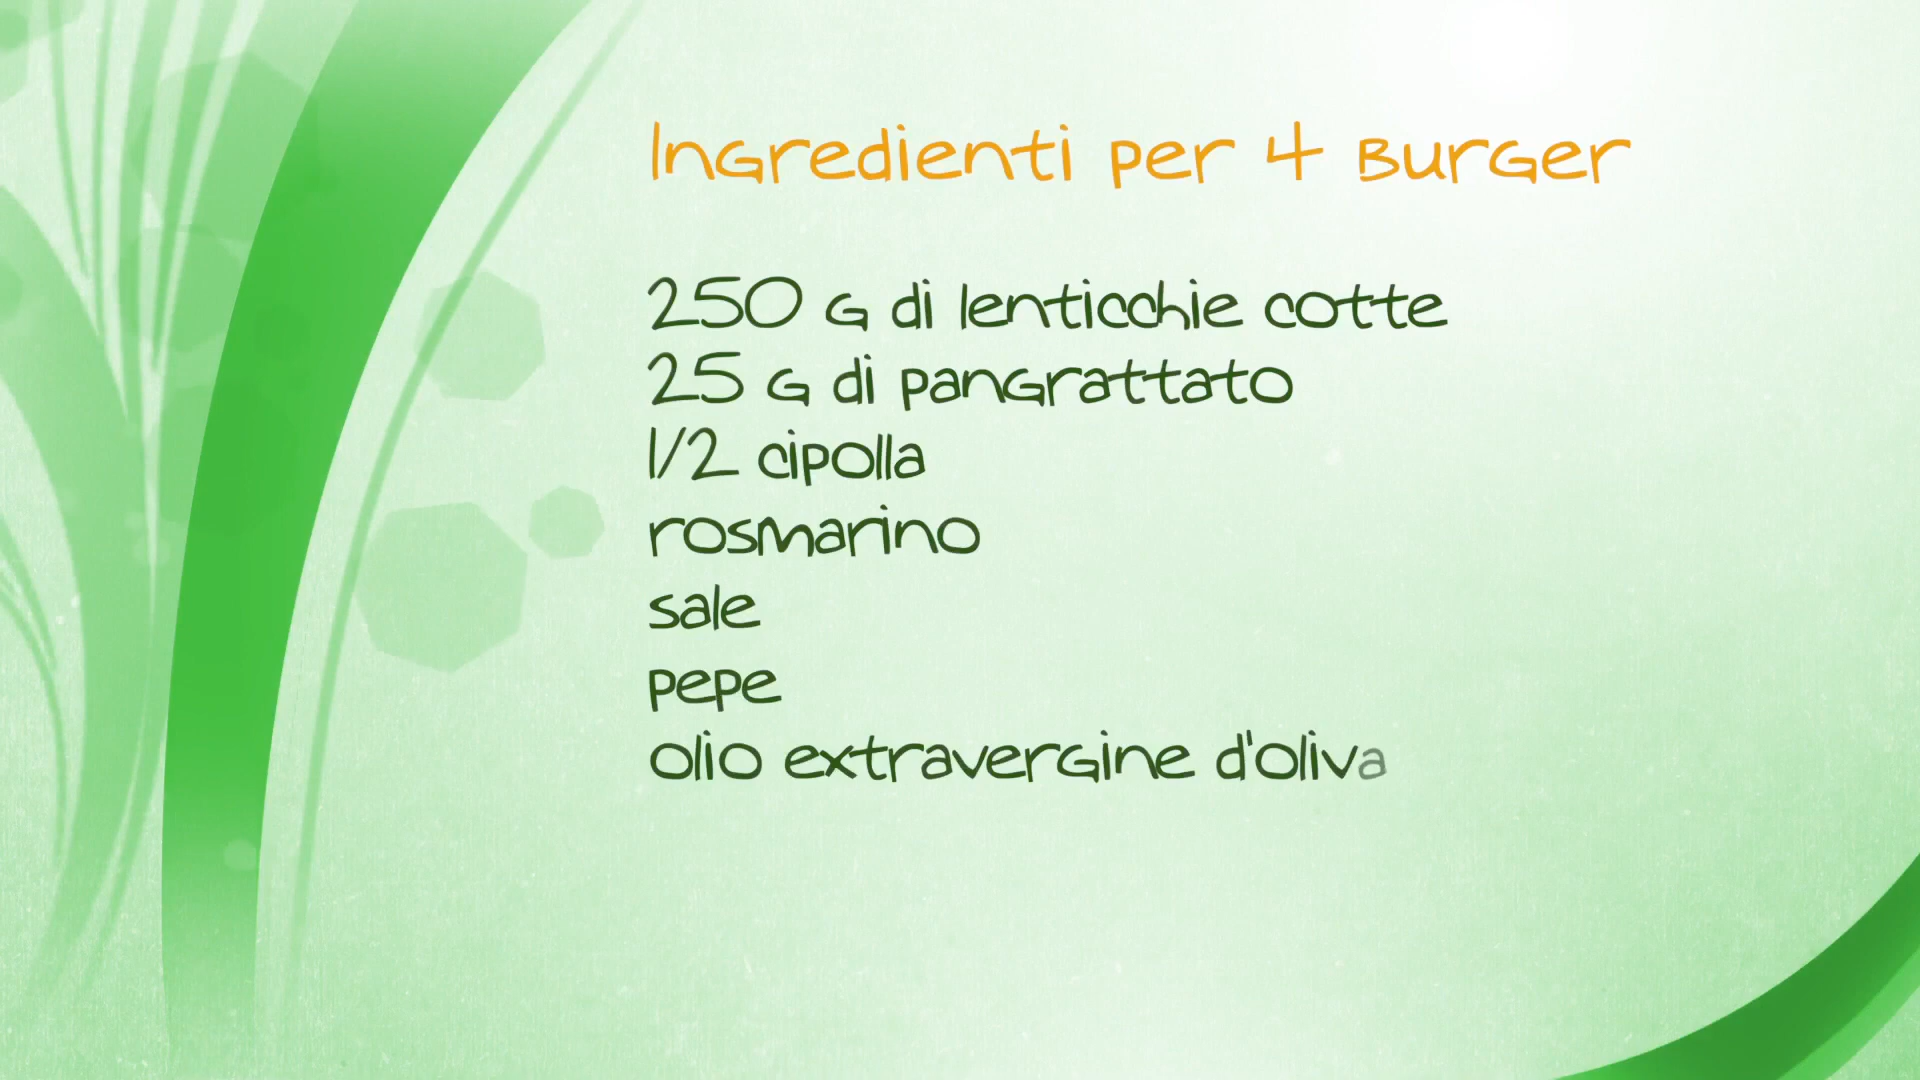 Ingredienti per 4 Burger
250 g di lenticchie cotte
25 g di pangrattato
1/2 cipolla
rosmarino
sale
pepe
olio extravergine d'oliva